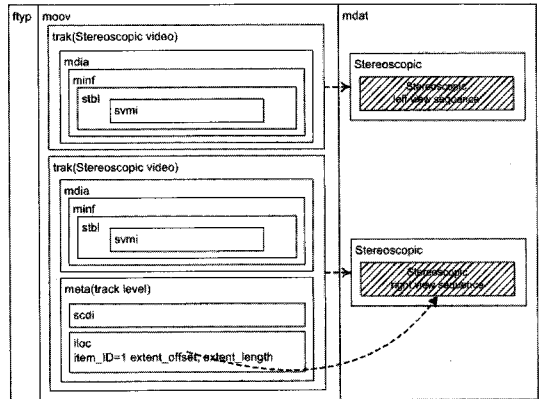 ftyp
moov
mdat
trak(Stereoscopic video)
mdia
minf
stbl
svmi
Stereoscopic
Stereoscopic
left view sequence
trak(Stereoscopic video)
mdia
minf
stbl
svmi
Stereoscopic
Stereoscopic
right view sequence
meta(track level)
scdi
iloc
item_ID=1 extent_offset, extent_length